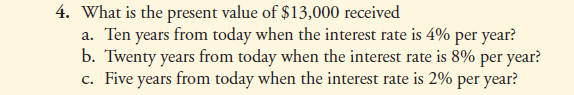 4. What is the present value of $13,000 received
a. Ten years from today when the interest rate is 4% per year?
b. Twenty years from today when the interest rate is 8% per year?
c. Five years from today when the interest rate is 2% per year?